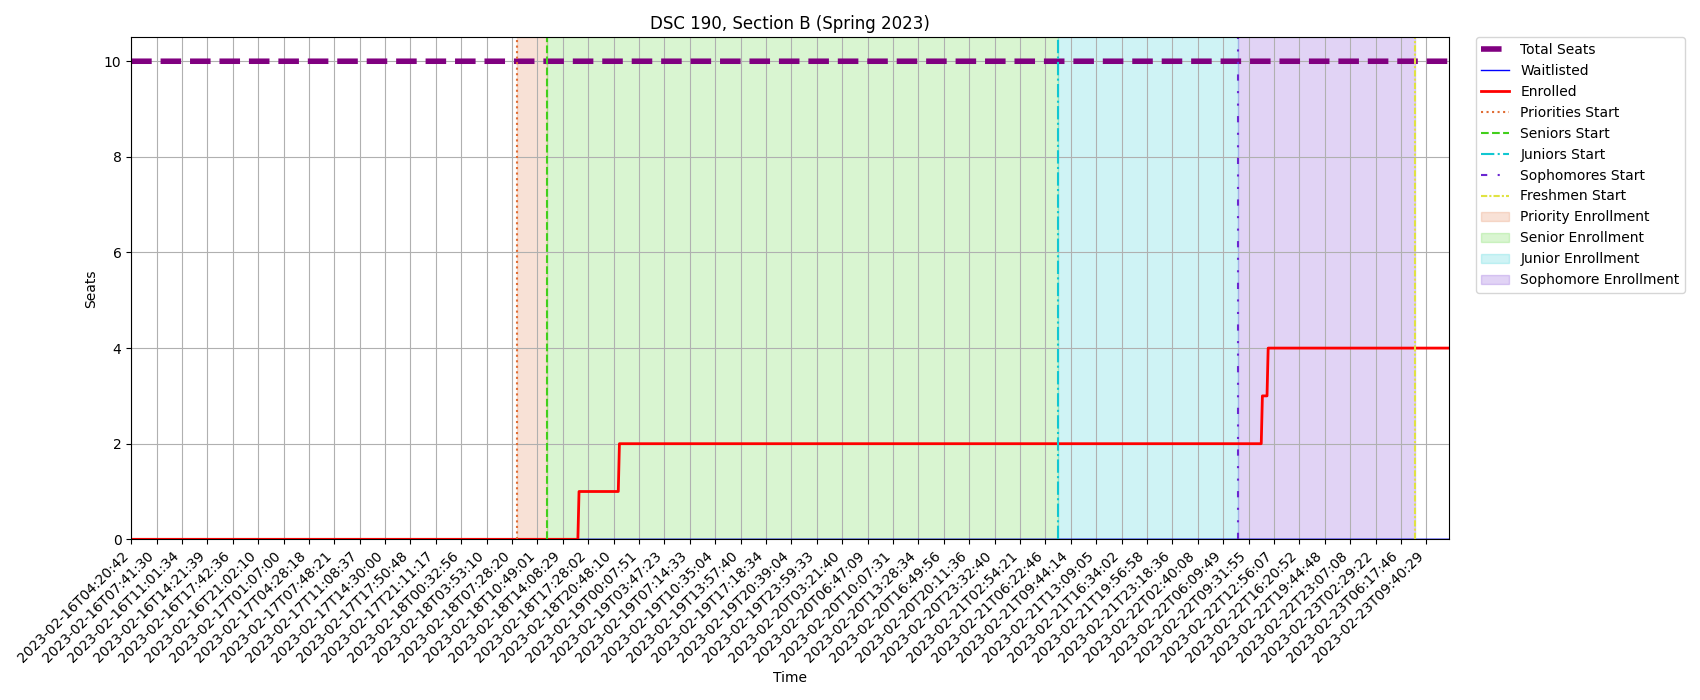 DSC 190, Section B (Spring 2023)
Seats
10
8
6
4
2
0
2023-02-16T04:20:42
2023-02-16T07:41:30
2023-02-16T11:01:34
2023-02-16T14:21:39
2023-02-16T17:42:36
2023-02-16T21:02:10
2023-02-17T01:07:00
2023-02-17T04:28:18
2023-02-17T07:48:21
2023-02-17T11:08:37
2023-02-17T14:30:00
2023-02-17T17:50:48
2023-02-17T21:11:17
2023-02-18T00:32:56
2023-02-18T03:53:10
2023-02-18T07:28:20
2023-02-18T10:49:01
2023-02-18T14:08:29
2023-02-18T17:28:02
2023-02-18T20:48:10
2023-02-19T00:07:51
2023-02-19T03:47:23
2023-02-19T07:14:33
2023-02-19T10:35:04
2023-02-19T13:57:40
2023-02-19T17:18:34
2023-02-19T20:39:04
2023-02-19T23:59:33
2023-02-20T03:21:40
2023-02-20T06:47:09
2023-02-20T10:07:31
2023-02-20T13:28:34
2023-02-20T16:49:56
2023-02-20T20:11:36
2023-02-20T23:32:40
2023-02-21T02:54:21
2023-02-21T06:22:46
2023-02-21T09:44:14
2023-02-21T13:09:05
2023-02-21T16:34:02
2023-02-21T19:56:58
2023-02-21T23:18:36
2023-02-22T02:40:08
2023-02-22T06:09:49
2023-02-22T09:31:55
2023-02-22T12:56:07
2023-02-22T16:20:52
2023-02-22T19:44:48
2023-02-22T23:07:08
2023-02-23T02:29:22
2023-02-23T06:17:46
2023-02-23T09:40:29
Time
Total Seats
Waitlisted
Enrolled
Priorities Start
Seniors Start
Juniors Start
Sophomores Start
Freshmen Start
Priority Enrollment
Senior Enrollment
Junior Enrollment
Sophomore Enrollment